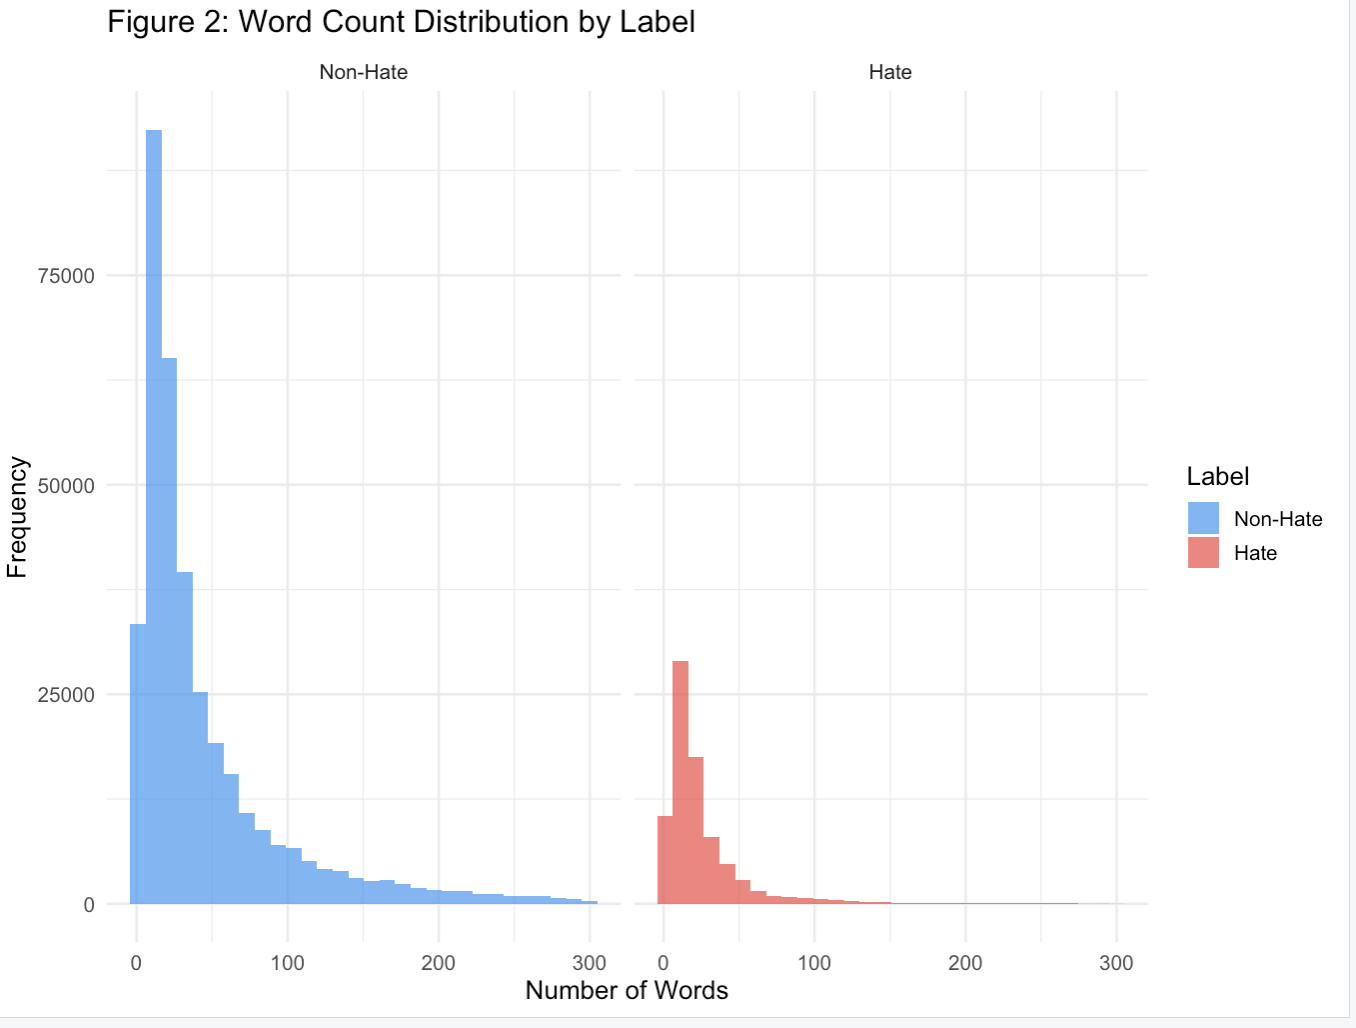 Figure 2: Word Count Distribution by Label
Non-Hate
Hate
75000
50000
25000
0
Frequency
0 100 200 300
0 100 200 300
Number of Words
Label
Non-Hate
Hate